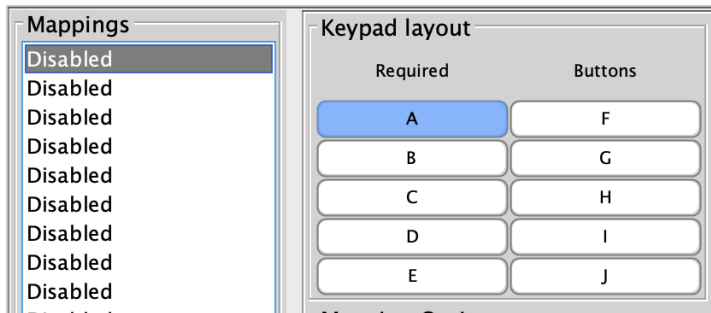 Mappings
Disabled
Disabled
Disabled
Disabled
Disabled
Disabled
Disabled
Disabled
Disabled
Keypad layout
Required Buttons
A F
B G
C H
D I
E J